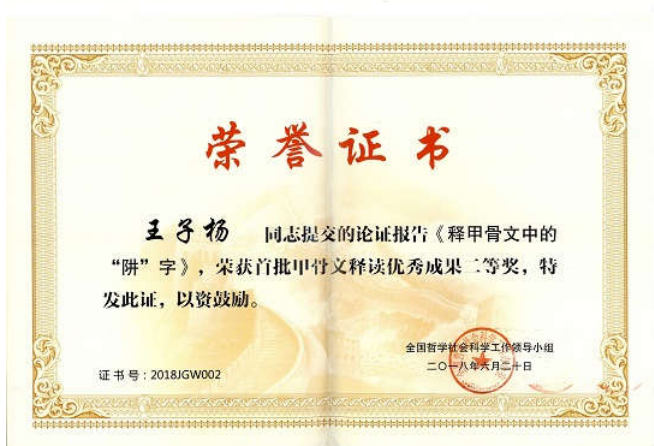 荣誉证书
王子杨 同志提交的论证报告《释甲骨文中的
“阱”字》，荣获首批甲骨文释读优秀成果二等奖，特
发此证，以资鼓励。
全国哲学社会科学工作领导小组
二〇一八年六月二十日
证书号：2018JGW002